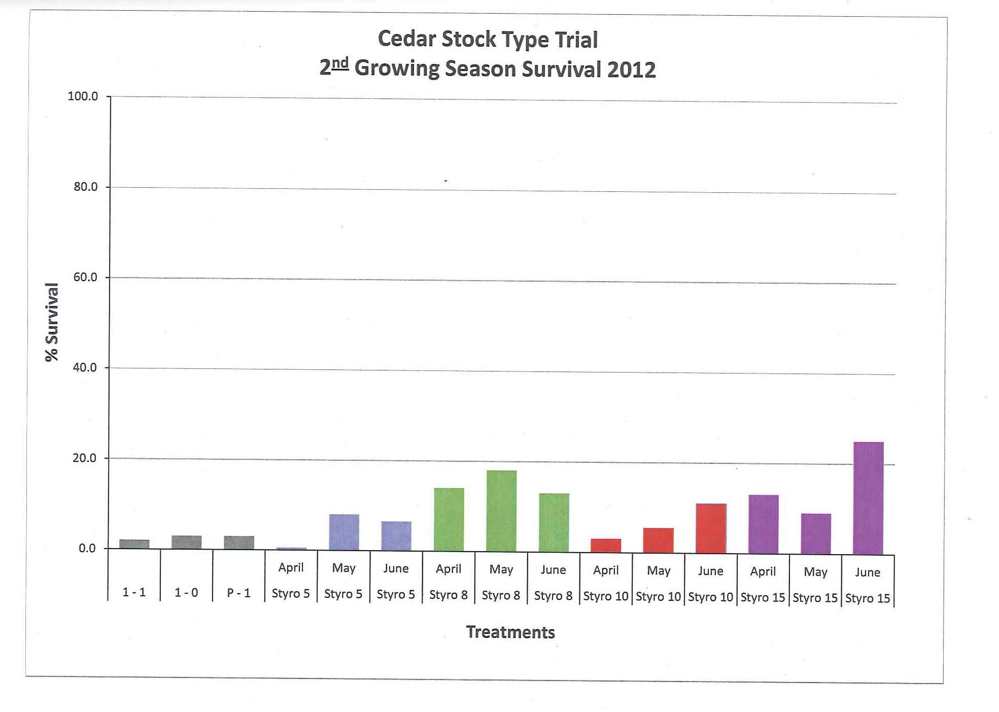 Cedar Stock Type Trial
2nd Growing Season Survival 2012
100.0
80.0
60.0
40.0
20.0
0.0
% Survival
April May June April May June April May June April May June
1 - 1 1 - 0 P - 1 Styro 5 Styro 5 Styro 5 Styro 8 Styro 8 Styro 8 Styro 10 Styro 10 Styro 10 Styro 15 Styro 15 Styro 15
Treatments